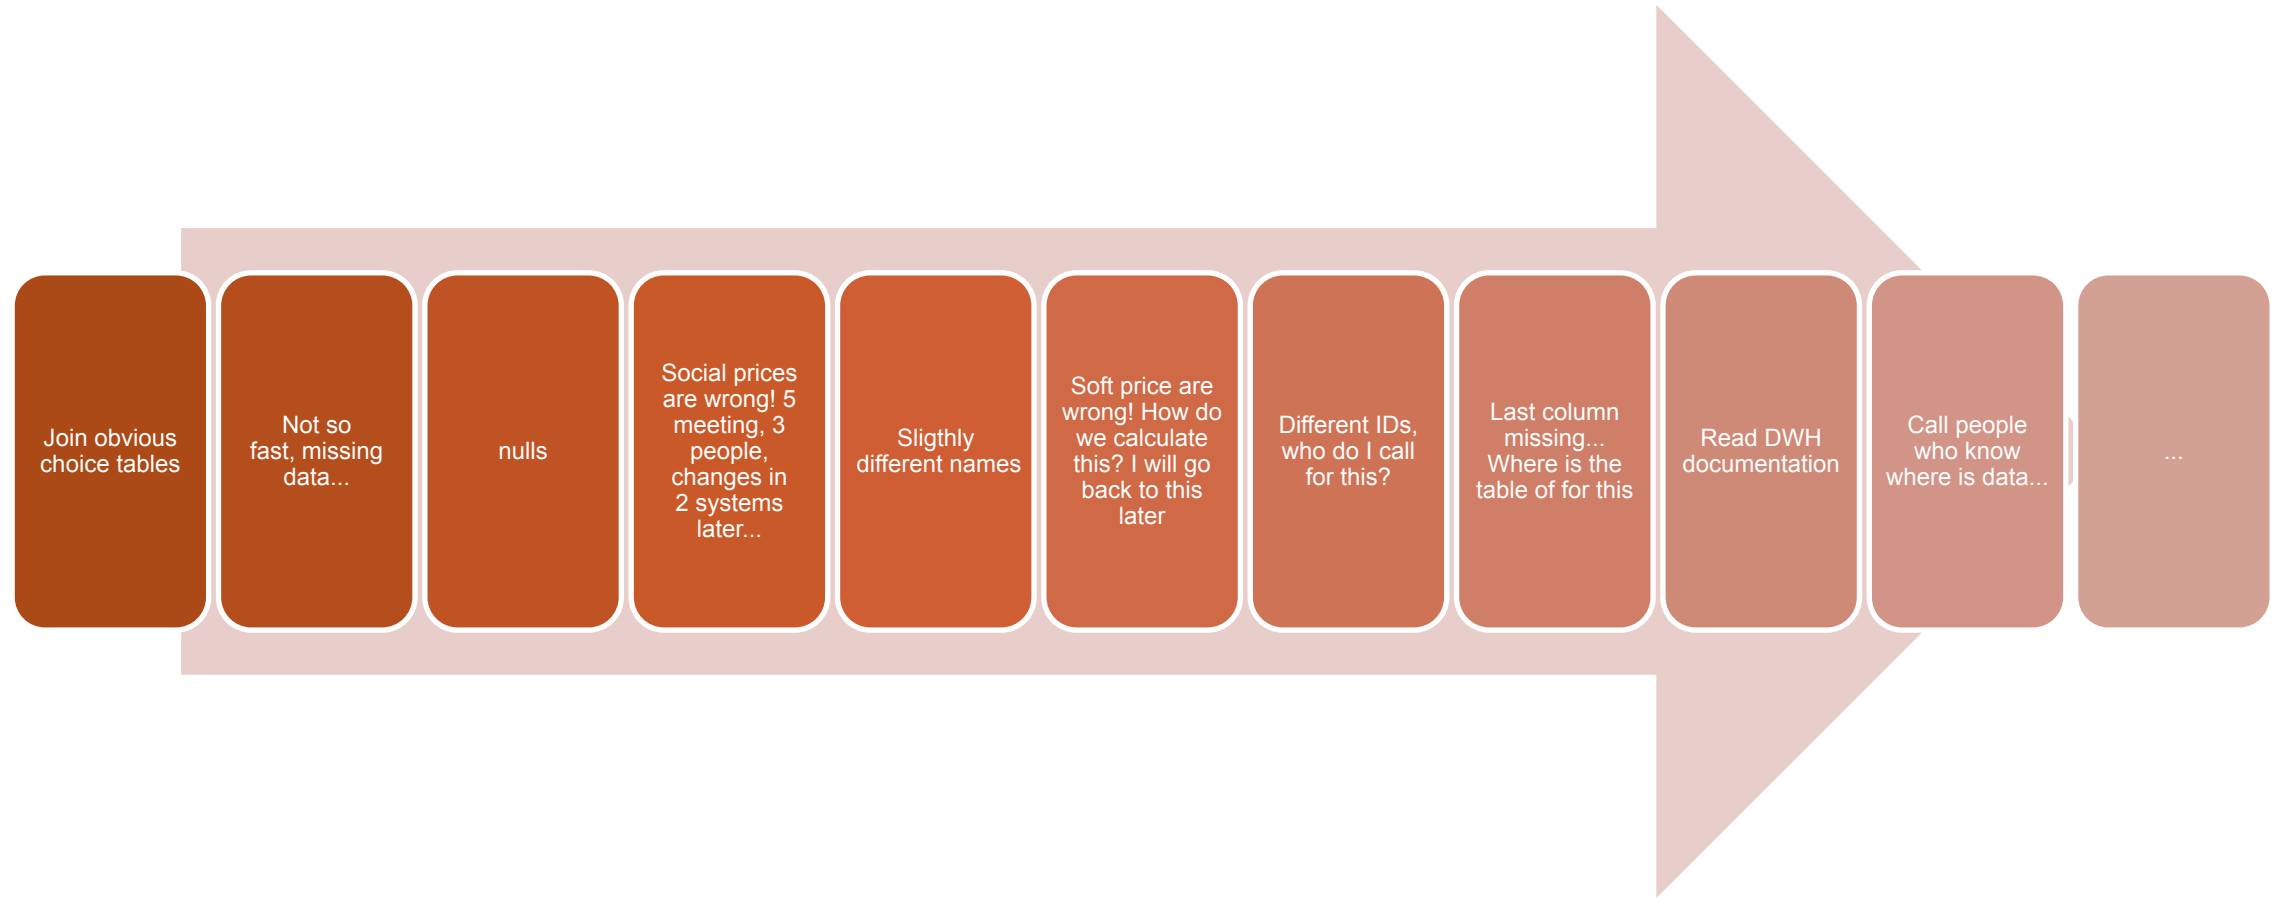 Join obvious
choice tables
Not so
fast, missing
data...
nulls
Social prices
are wrong! 5
meeting, 3
people,
changes in
2 systems
later...
Sligthly
different names
Soft price are
wrong! How do
we calculate
this? I will go
back to this
later
Different IDs,
who do I call
for this?
Last column
missing...
Where is the
table of for this
Read DWH
documentation
Call people
who know
where is data...
...